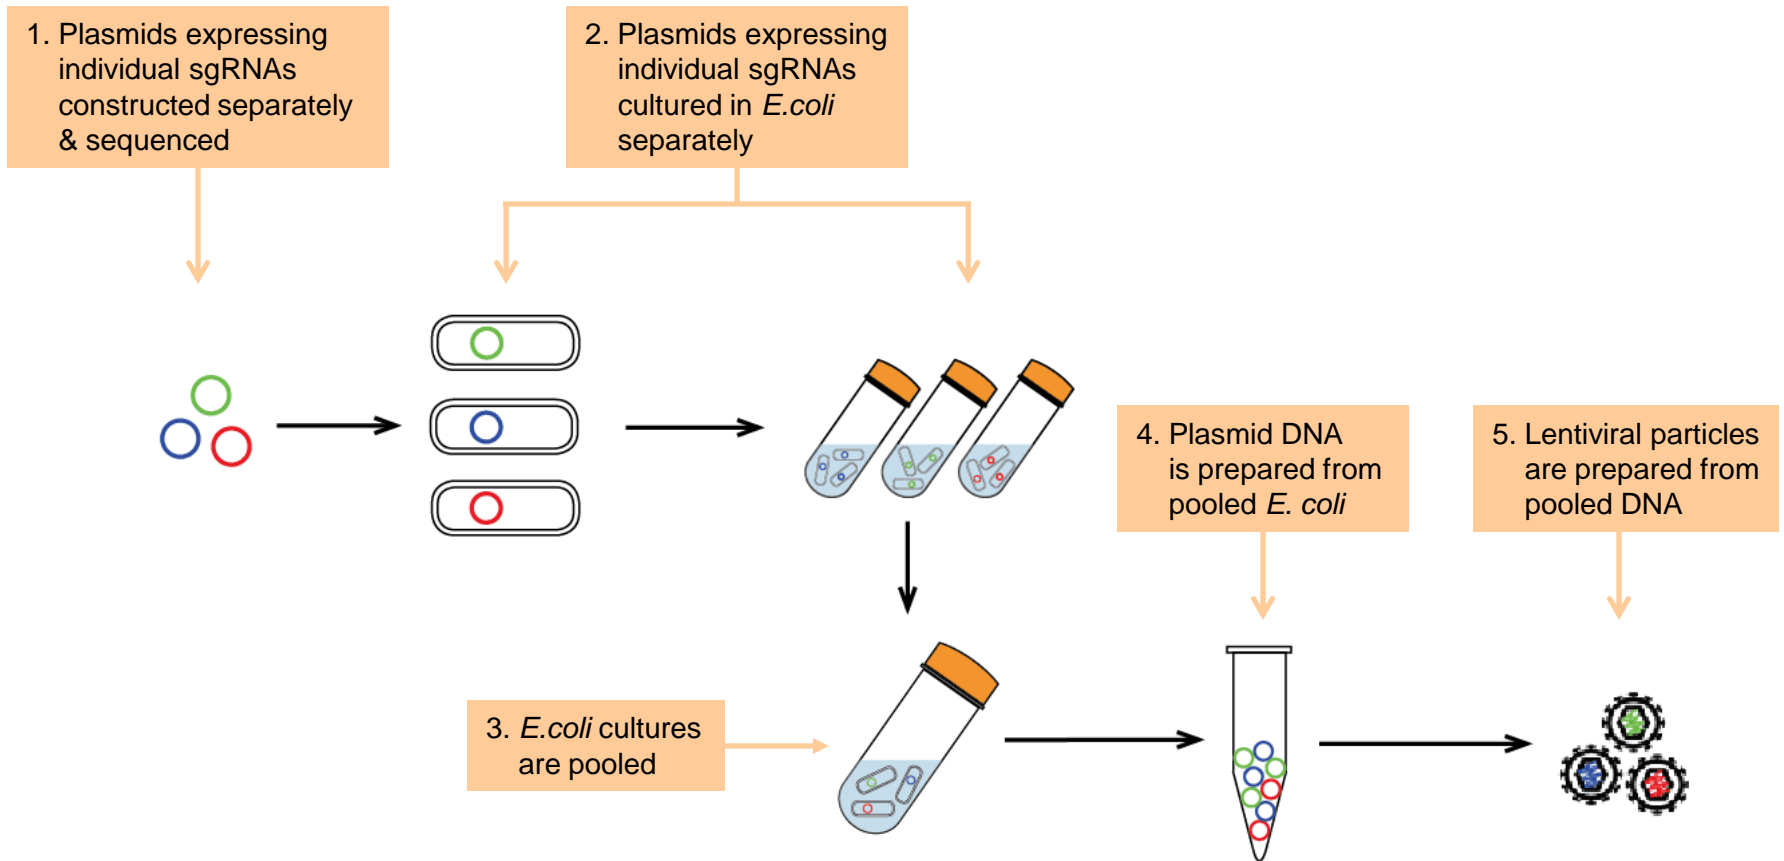 1. Plasmids expressing
individual sgRNAs
constructed separately
& sequenced
2. Plasmids expressing
individual sgRNAs
cultured in E.coli
separately
3. E.coli cultures
are pooled
4. Plasmid DNA
is prepared from
pooled E. coli
5. Lentiviral particles
are prepared from
pooled DNA